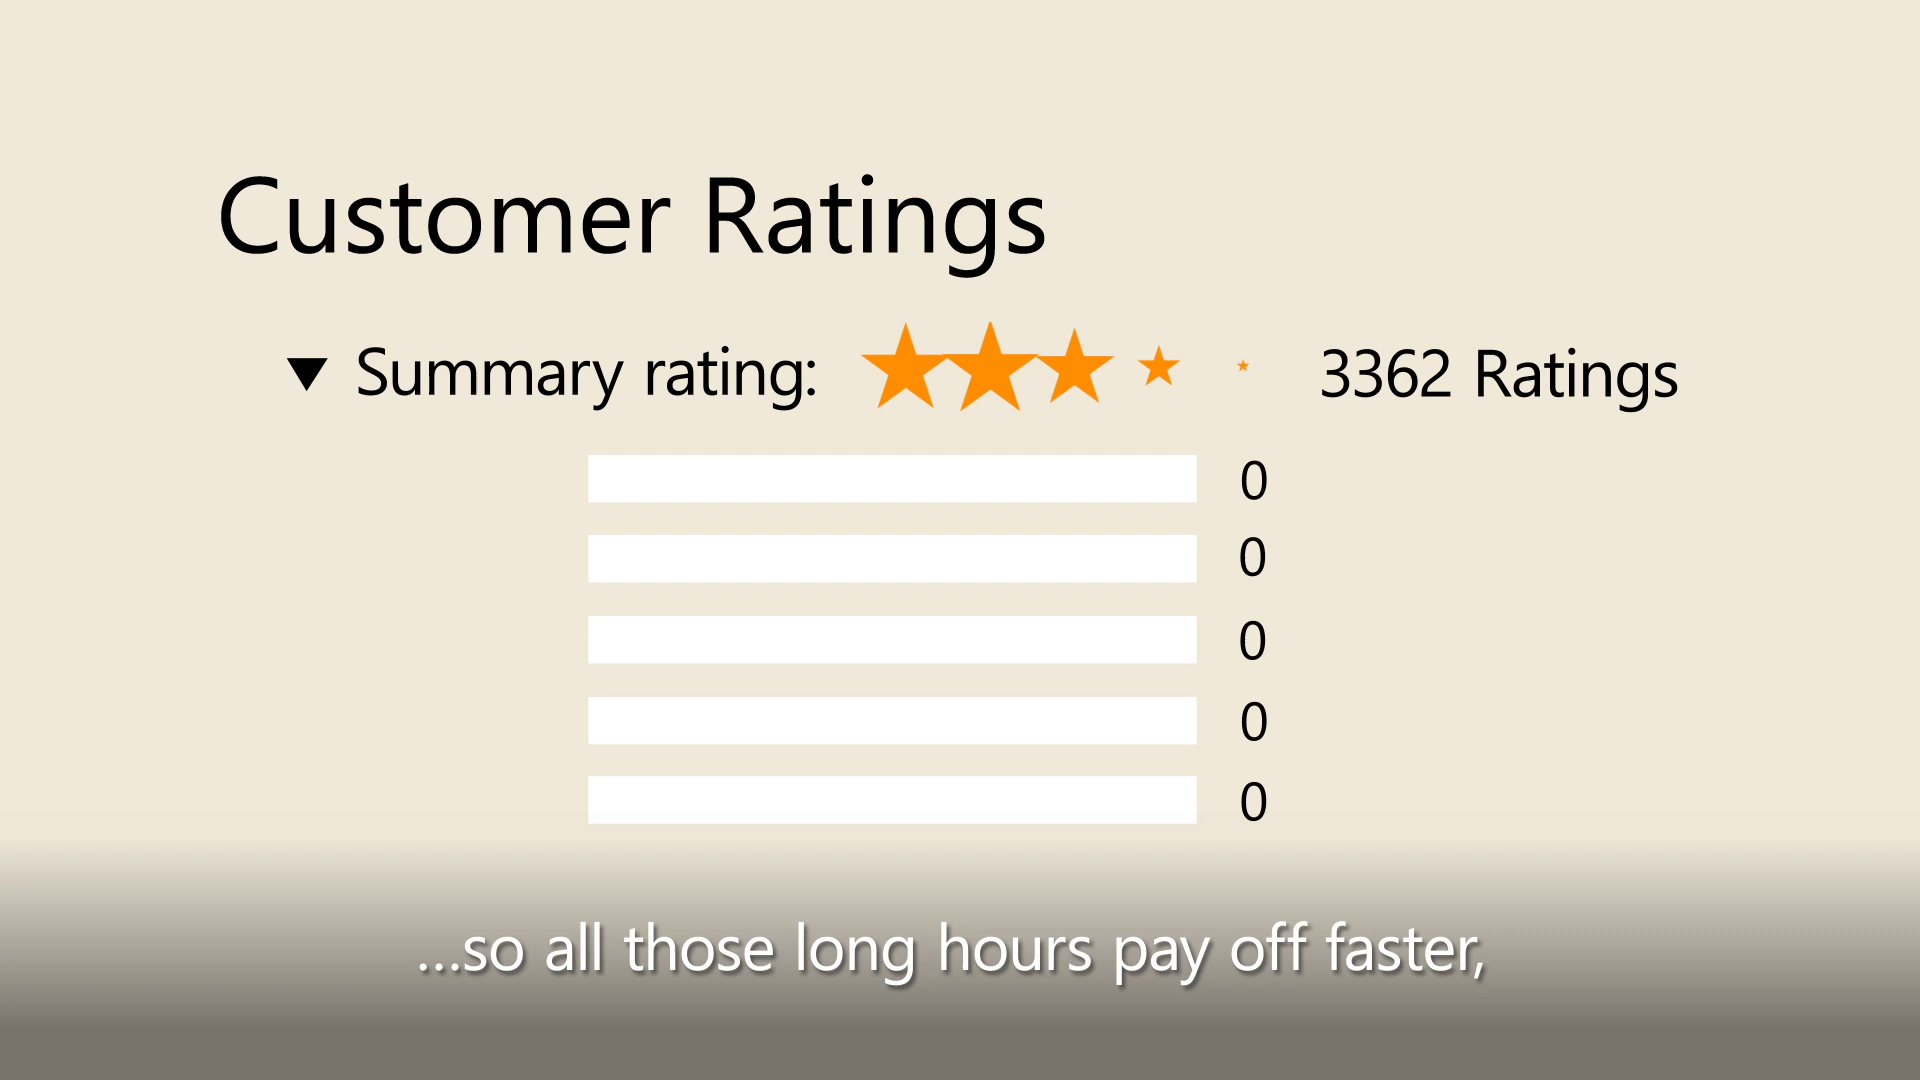 Customer Ratings
Summary rating: 3362 Ratings
0
0
0
0
0
...so all those long hours pay off faster,